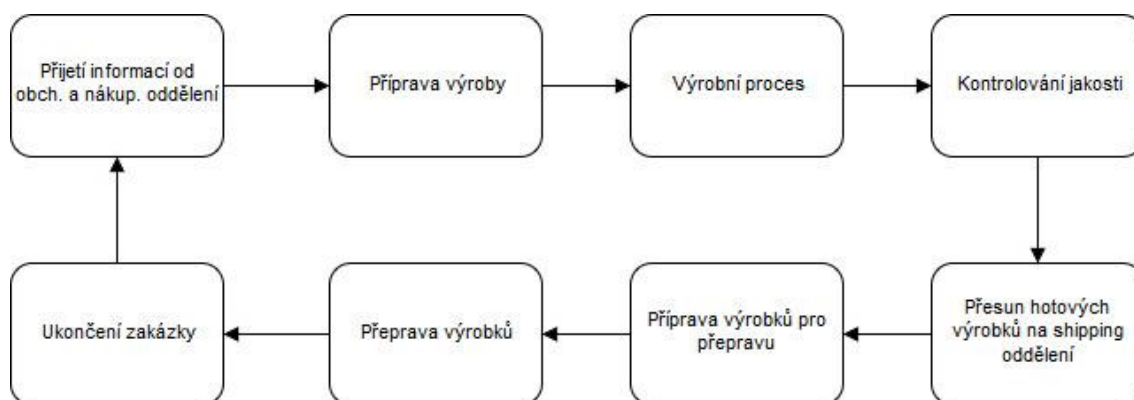 Přijetí informací od
obch. a nákup. oddělení
Příprava výroby
Výrobní proces
Kontrolování jakosti
Ukončení zakázky
Přeprava výrobků
Příprava výrobků pro
přepravu
Přesun hotových
výrobků na shipping
oddělení